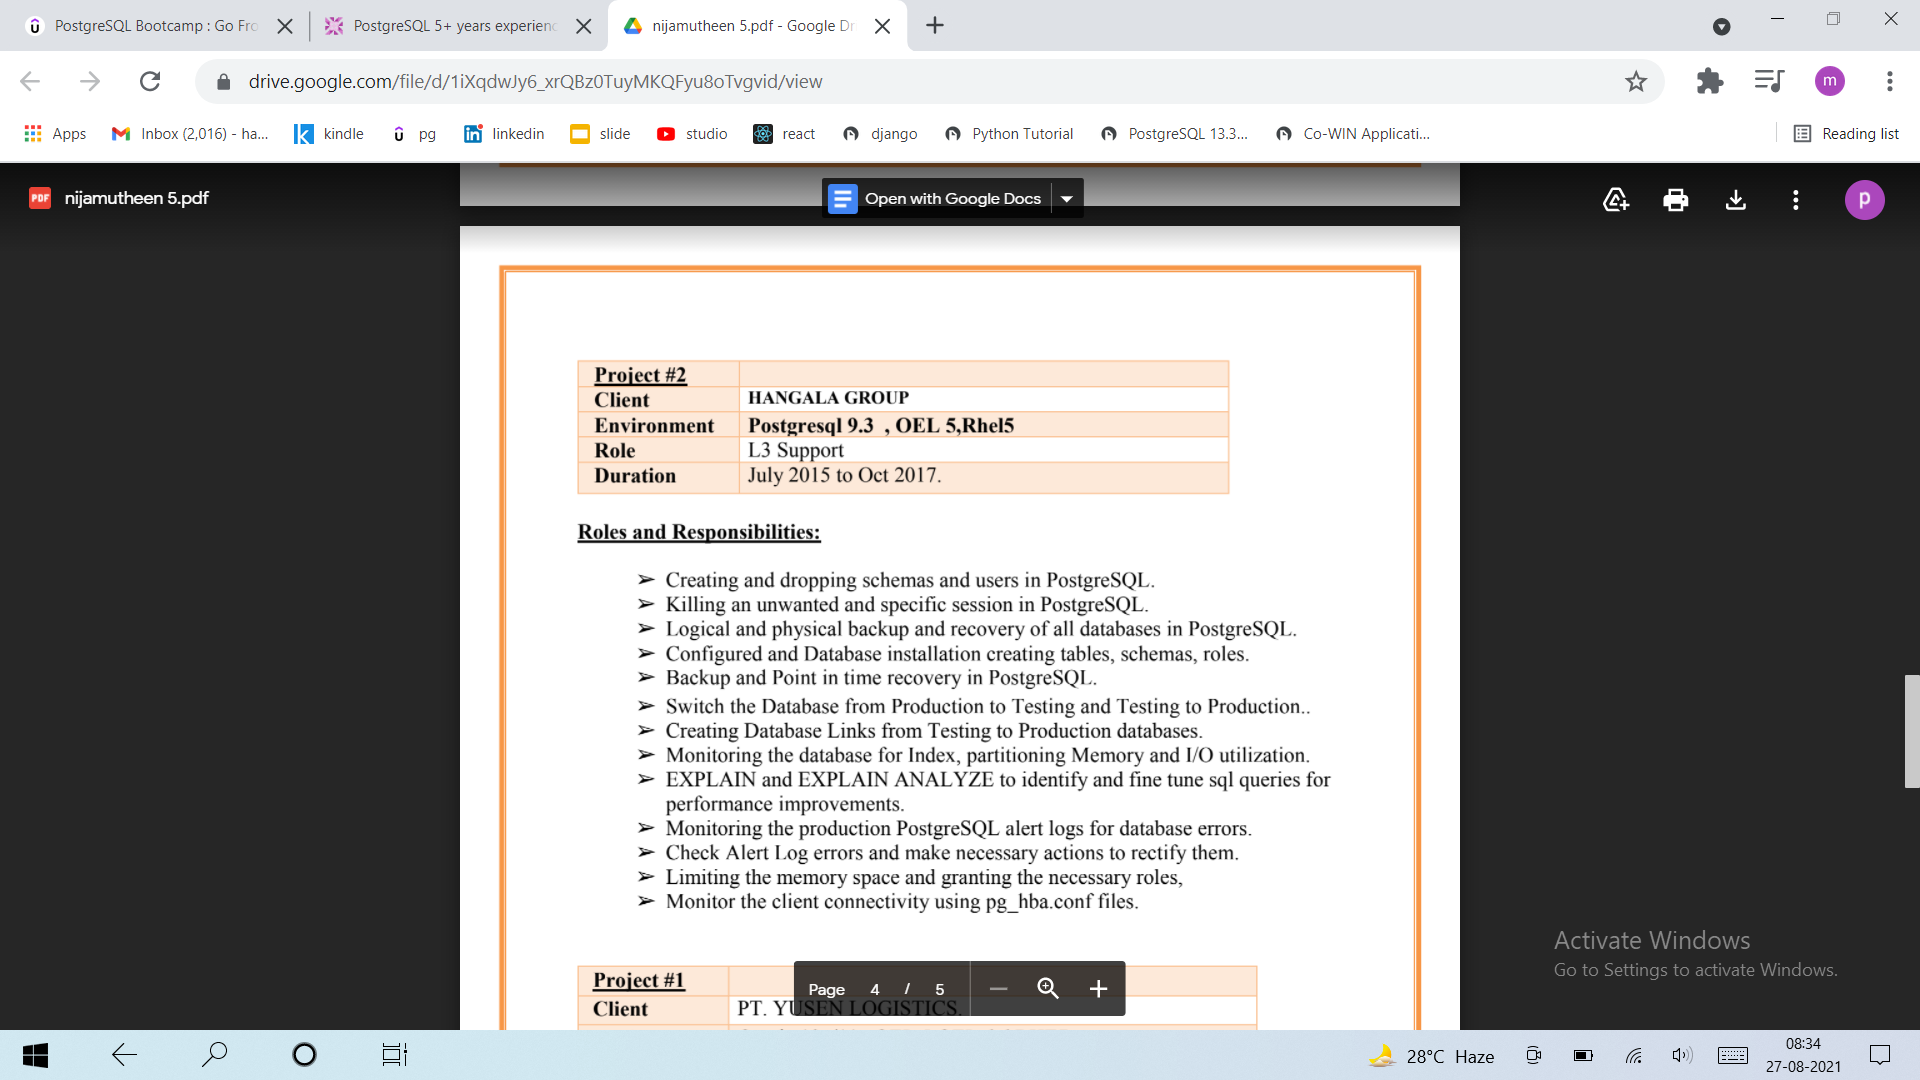 PostgreSQL Bootcamp : Go Fro
PostgreSQL 5+ years experienc
nijamutheen 5.pdf - Google Dr
drive.google.com/file/d/1iXqdwJy6_xrQBz0TuyMKQFyu8oTvgvid/view
m
Apps
Inbox (2,016) - ha...
kindle
pg
linkedin
slide
studio
react
django
Python Tutorial
PostgreSQL 13.3...
Co-WIN Applicati...
Reading list
PDF
nijamutheen 5.pdf
Open with Google Docs
p
Project #2
Client HANGALA GROUP
Environment Postgresql 9.3 , OEL 5,Rhel5
Role L3 Support
Duration July 2015 to Oct 2017.
Roles and Responsibilities:
➢ Creating and dropping schemas and users in PostgreSQL.
➢ Killing an unwanted and specific session in PostgreSQL.
➢ Logical and physical backup and recovery of all databases in PostgreSQL.
➢ Configured and Database installation creating tables, schemas, roles.
➢ Backup and Point in time recovery in PostgreSQL.
➢ Switch the Database from Production to Testing and Testing to Production..
➢ Creating Database Links from Testing to Production databases.
➢ Monitoring the database for Index, partitioning Memory and I/O utilization.
➢ EXPLAIN and EXPLAIN ANALYZE to identify and fine tune sql queries for
performance improvements.
➢ Monitoring the production PostgreSQL alert logs for database errors.
➢ Check Alert Log errors and make necessary actions to rectify them.
➢ Limiting the memory space and granting the necessary roles,
➢ Monitor the client connectivity using pg_hba.conf files.
Project #1
Client PT. YUSEN LOGISTICS.
Page 4 / 5
Activate Windows
Go to Settings to activate Windows.
28°C Haze
08:34
27-08-2021